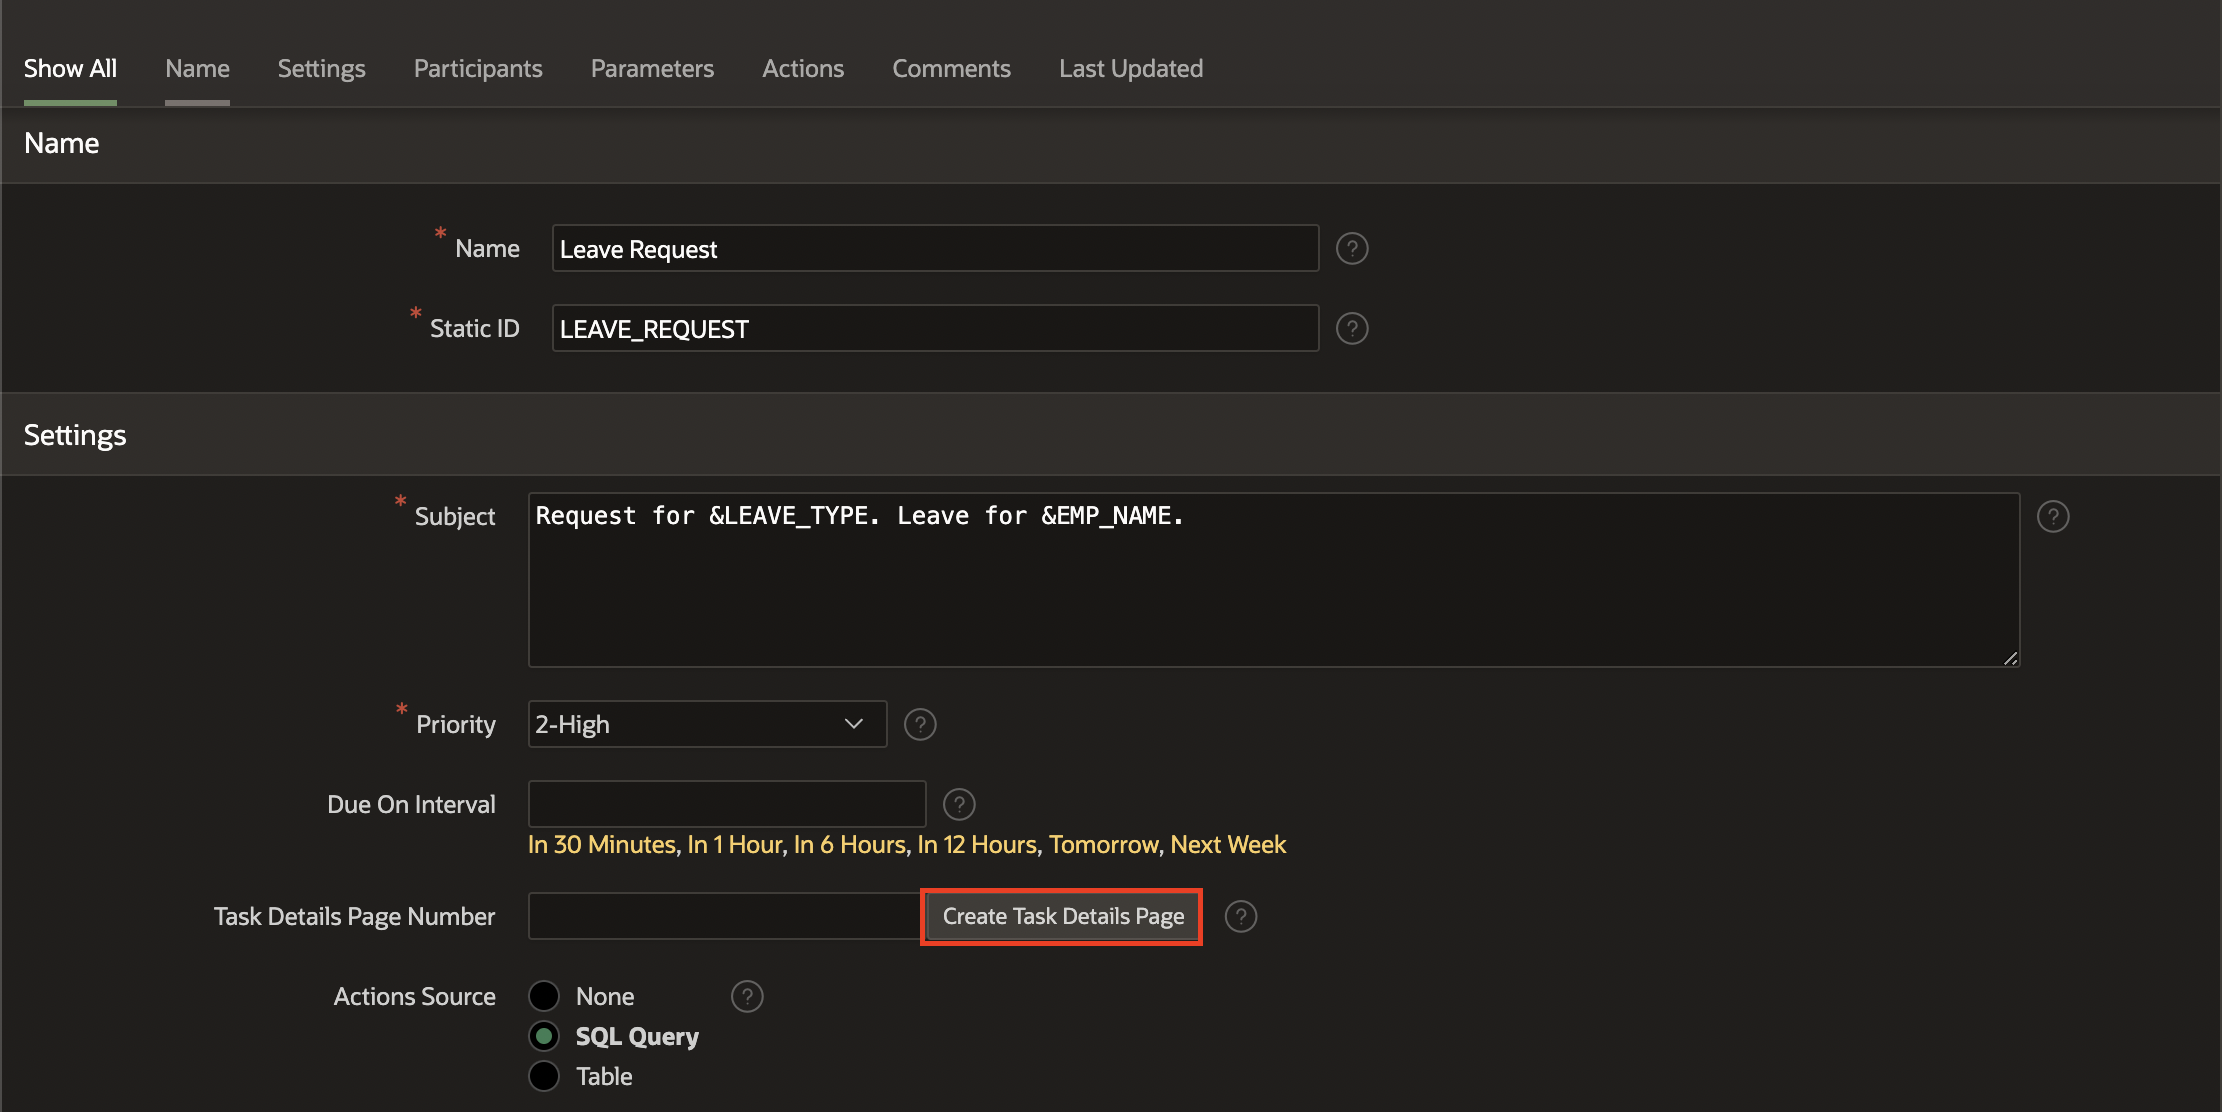 Show All Name Settings Participants Parameters Actions Comments Last Updated
Name
* Name Leave Request ?
* Static ID LEAVE_REQUEST ?
Settings
* Subject Request for &LEAVE_TYPE. Leave for &EMP_NAME. ?
* Priority 2-High ?
Due On Interval ?
In 30 Minutes, In 1 Hour, In 6 Hours, In 12 Hours, Tomorrow, Next Week
Task Details Page Number Create Task Details Page ?
Actions Source None ?
SQL Query
Table